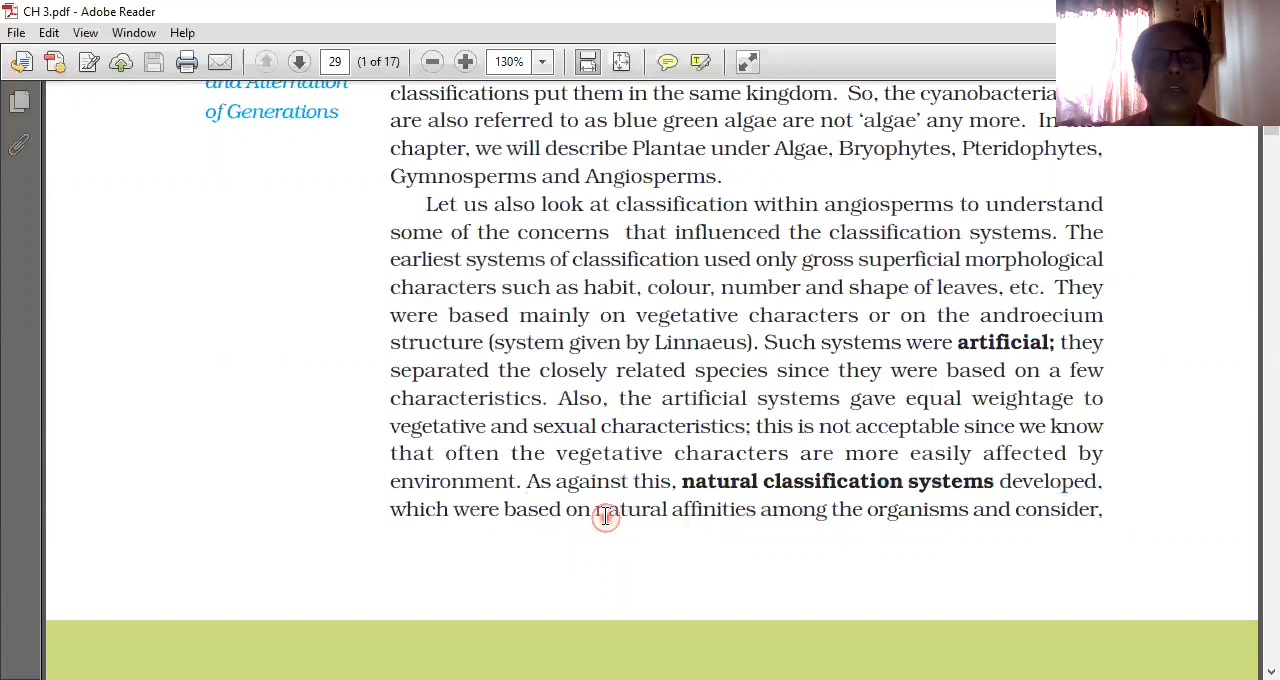 CH 3.pdf - Adobe Reader
File Edit View Window Help
29 (1 of 17) 130%
and Alternation
of Generations
classifications put them in the same kingdom. So, the cyanobacteria
are also referred to as blue green algae are not ‘algae’ any more. In
chapter, we will describe Plantae under Algae, Bryophytes, Pteridophytes,
Gymnosperms and Angiosperms.
Let us also look at classification within angiosperms to understand
some of the concerns that influenced the classification systems. The
earliest systems of classification used only gross superficial morphological
characters such as habit, colour, number and shape of leaves, etc. They
were based mainly on vegetative characters or on the androecium
structure (system given by Linnaeus). Such systems were artificial; they
separated the closely related species since they were based on a few
characteristics. Also, the artificial systems gave equal weightage to
vegetative and sexual characteristics; this is not acceptable since we know
that often the vegetative characters are more easily affected by
environment. As against this, natural classification systems developed,
which were based on natural affinities among the organisms and consider,